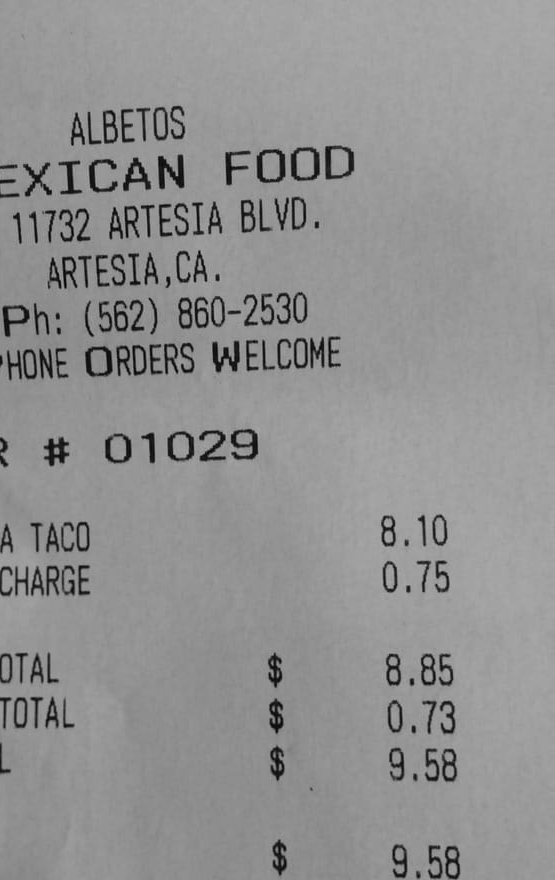 ALBETOS
EXICAN FOOD
11732 ARTESIA BLVD.
ARTESIA,CA.
Ph: (562) 860-2530
PHONE ORDERS WELCOME
R # 01029
A TACO 8.10
CHARGE 0.75
OTAL $ 8.85
TOTAL $ 0.73
L $ 9.58
$ 9.58